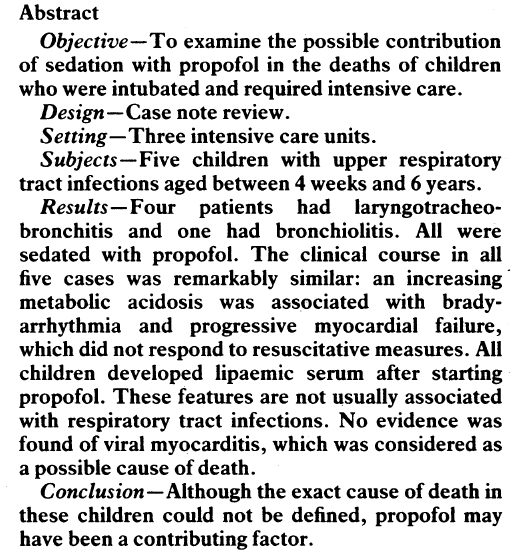 Abstract
Objective—To examine the possible contribution
of sedation with propofol in the deaths of children
who were intubated and required intensive care.
Design—Case note review.
Setting—Three intensive care units.
Subjects—Five children with upper respiratory
tract infections aged between 4 weeks and 6 years.
Results—Four patients had laryngotracheo-
bronchitis and one had bronchiolitis. All were
sedated with propofol. The clinical course in all
five cases was remarkably similar: an increasing
metabolic acidosis was associated with brady-
arrhythmia and progressive myocardial failure,
which did not respond to resuscitative measures. All
children developed lipaemic serum after starting
propofol. These features are not usually associated
with respiratory tract infections. No evidence was
found of viral myocarditis, which was considered as
a possible cause of death.
Conclusion—Although the exact cause of death in
these children could not be defined, propofol may
have been a contributing factor.